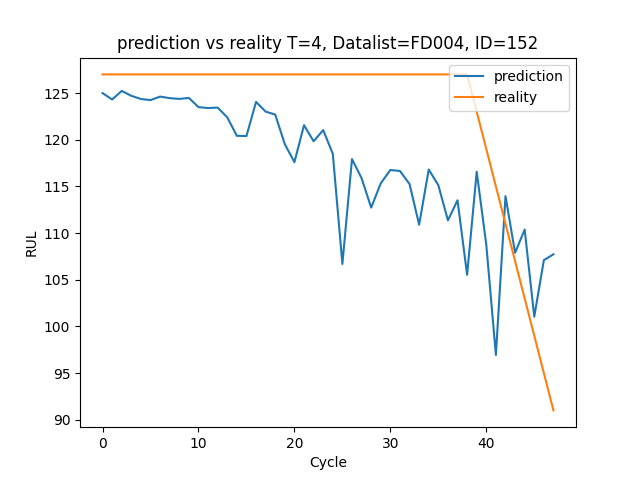 prediction vs reality T=4, Datalist=FD004, ID=152
prediction
reality
125
120
115
110
105
100
95
90
RUL
0 10 20 30 40
Cycle